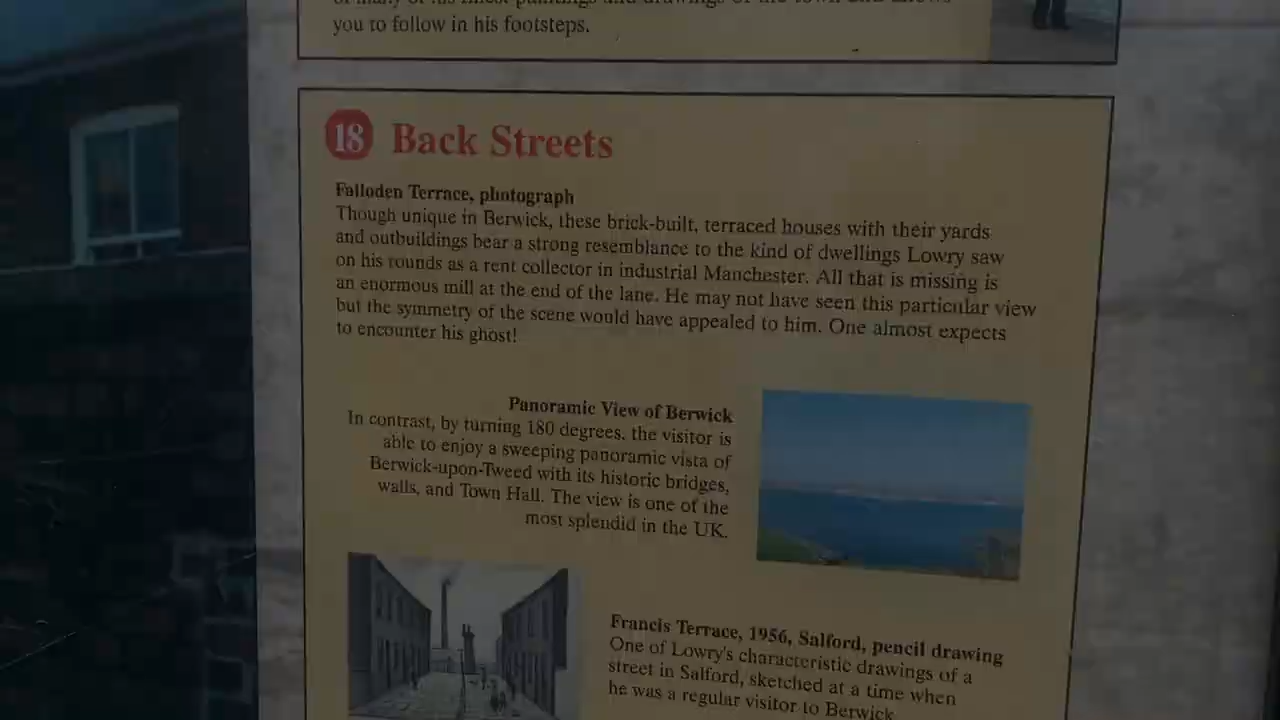 you to follow in his footsteps.
18 Back Streets
Falloden Terrace, photograph
Though unique in Berwick, these brick-built, terraced houses with their yards
and outbuildings bear a strong resemblance to the kind of dwellings Lowry saw
on his rounds as a rent collector in industrial Manchester. All that is missing is
an enormous mill at the end of the lane. He may not have seen this particular view
but the symmetry of the scene would have appealed to him. One almost expects
to encounter his ghost!
Panoramic View of Berwick
In contrast, by turning 180 degrees, the visitor is
able to enjoy a sweeping panoramic vista of
Berwick-upon-Tweed with its historic bridges,
walls, and Town Hall. The view is one of the
most splendid in the UK.
Francis Terrace, 1956, Salford, pencil drawing
One of Lowry's characteristic drawings of a
street in Salford, sketched at a time when
he was a regular visitor to Berwick